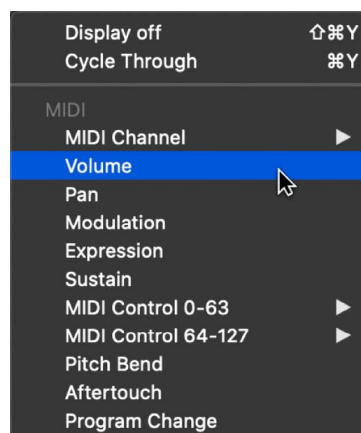 Display off ⇧⌘Y
Cycle Through ⌘Y
MIDI
MIDI Channel ▶
Volume
Pan
Modulation
Expression
Sustain
MIDI Control 0-63 ▶
MIDI Control 64-127 ▶
Pitch Bend
Aftertouch
Program Change